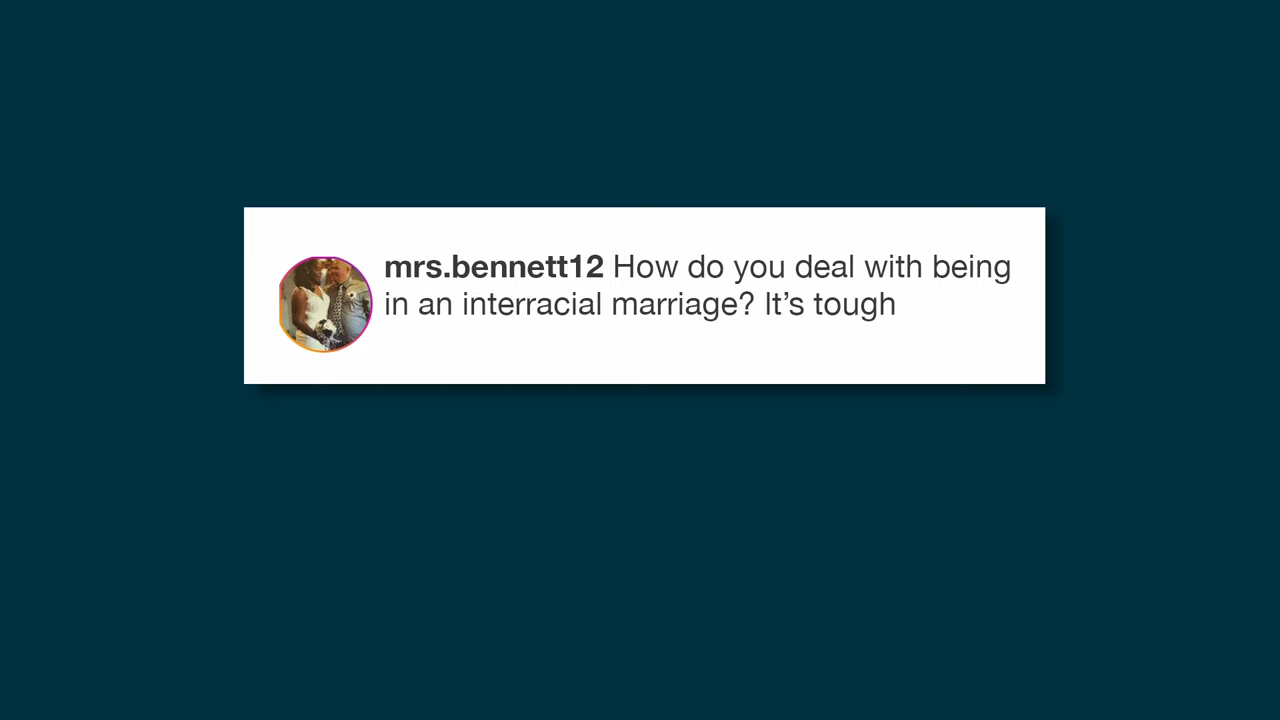 mrs.bennett12 How do you deal with being
in an interracial marriage? It’s tough